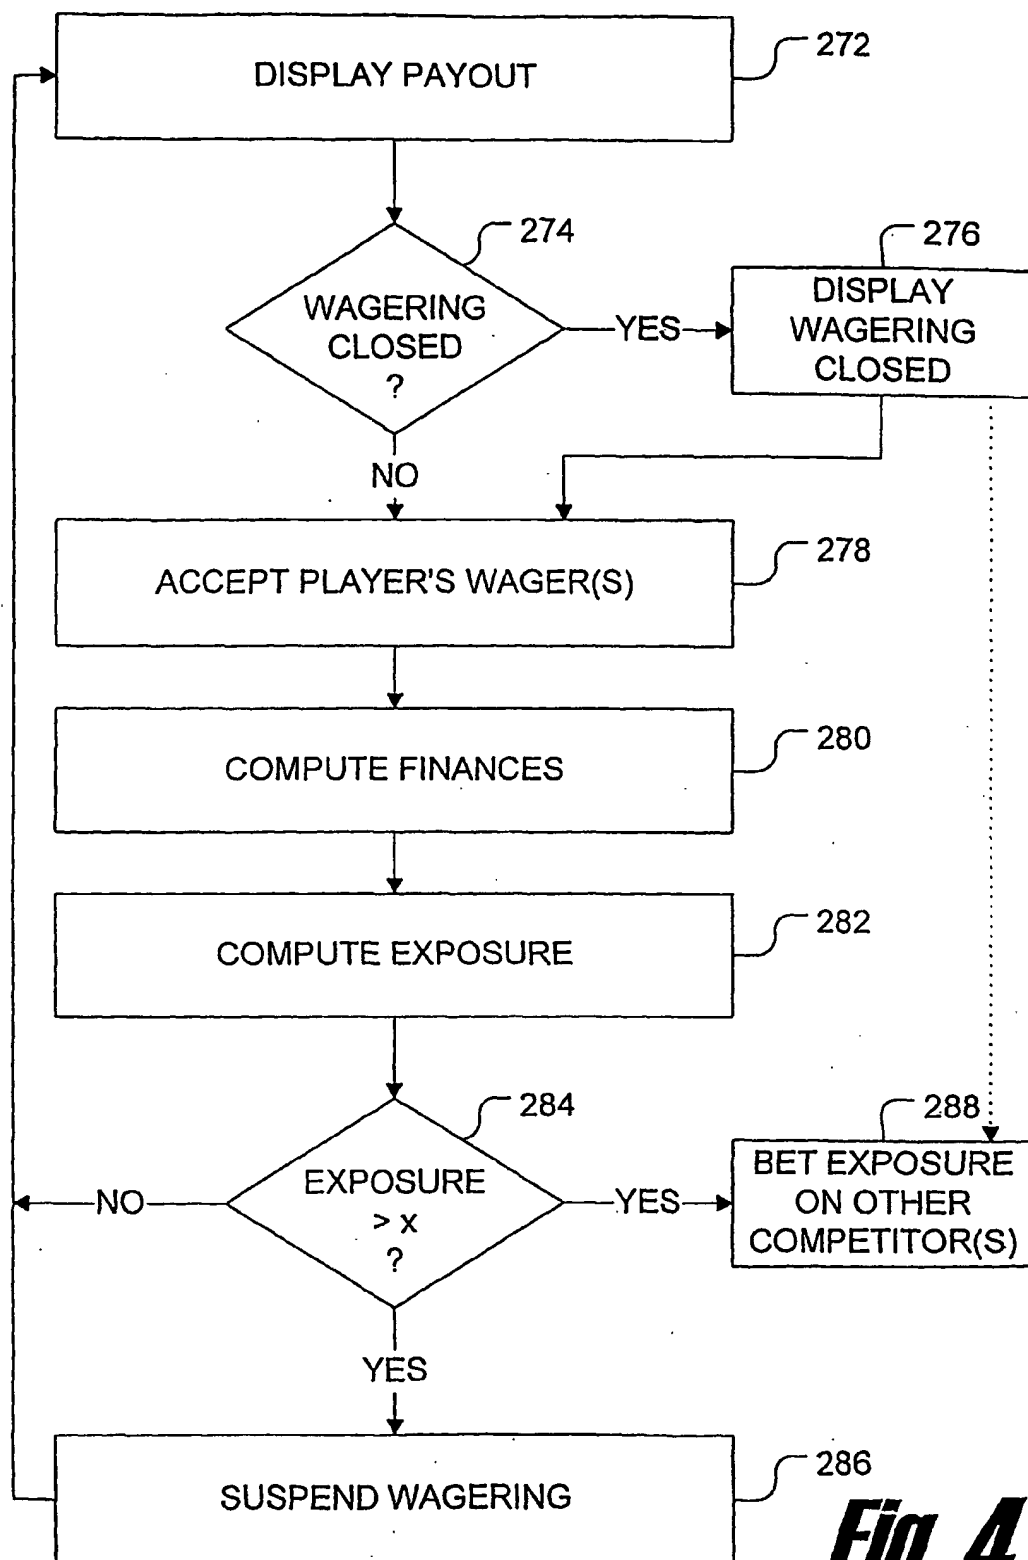 DISPLAY PAYOUT
272
274
WAGERING
CLOSED
?
YES
276
DISPLAY
WAGERING
CLOSED
NO
ACCEPT PLAYER'S WAGER(S)
278
COMPUTE FINANCES
280
COMPUTE EXPOSURE
282
284
EXPOSURE
> x
?
NO
YES
288
BET EXPOSURE
ON OTHER
COMPETITOR(S)
YES
SUSPEND WAGERING
286
Fig. 4